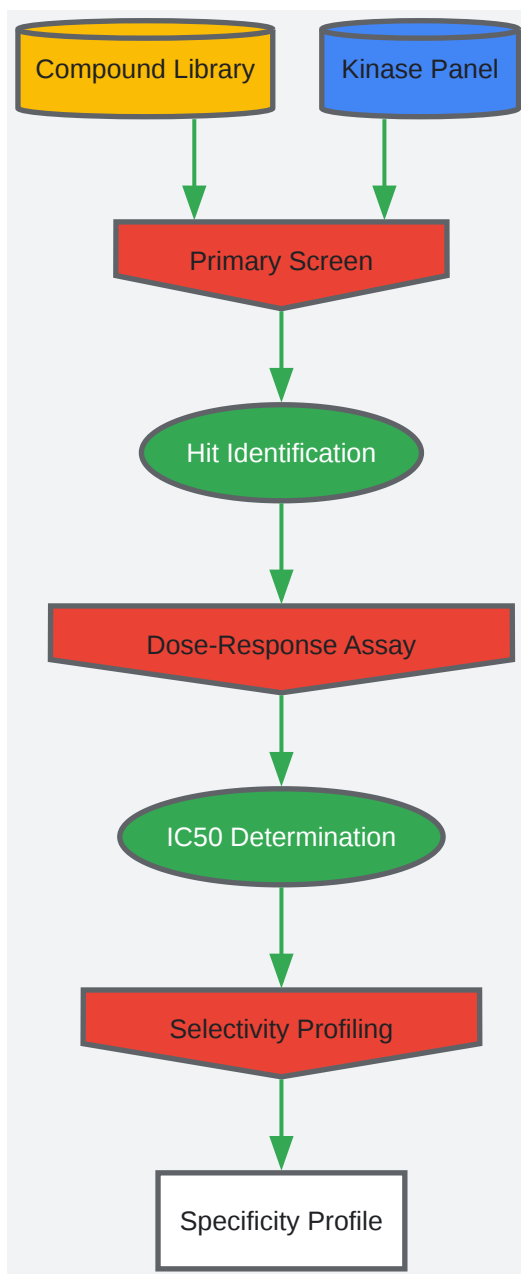 Compound Library
Kinase Panel
Primary Screen
Hit Identification
Dose-Response Assay
IC50 Determination
Selectivity Profiling
Specificity Profile